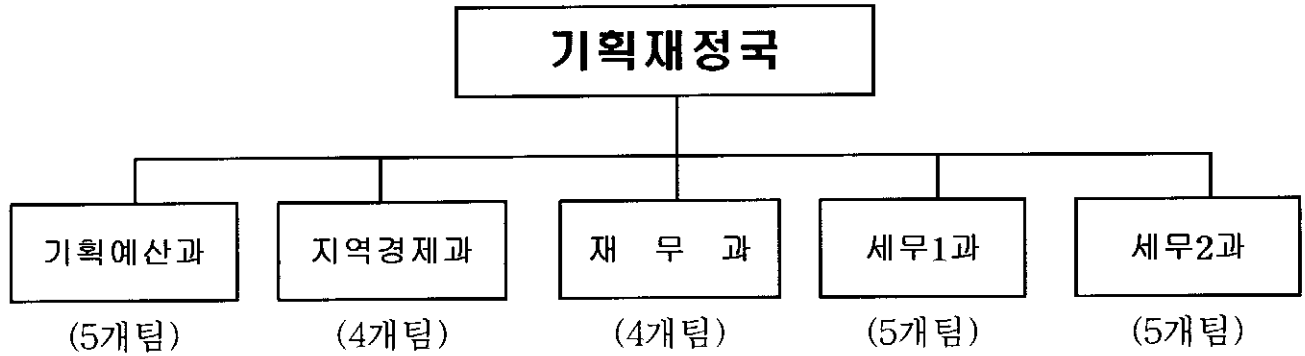 기획재정국
기획예산과 지역경제과 재 무 과 세무1과 세무2과
(5개팀) (4개팀) (4개팀) (5개팀) (5개팀)